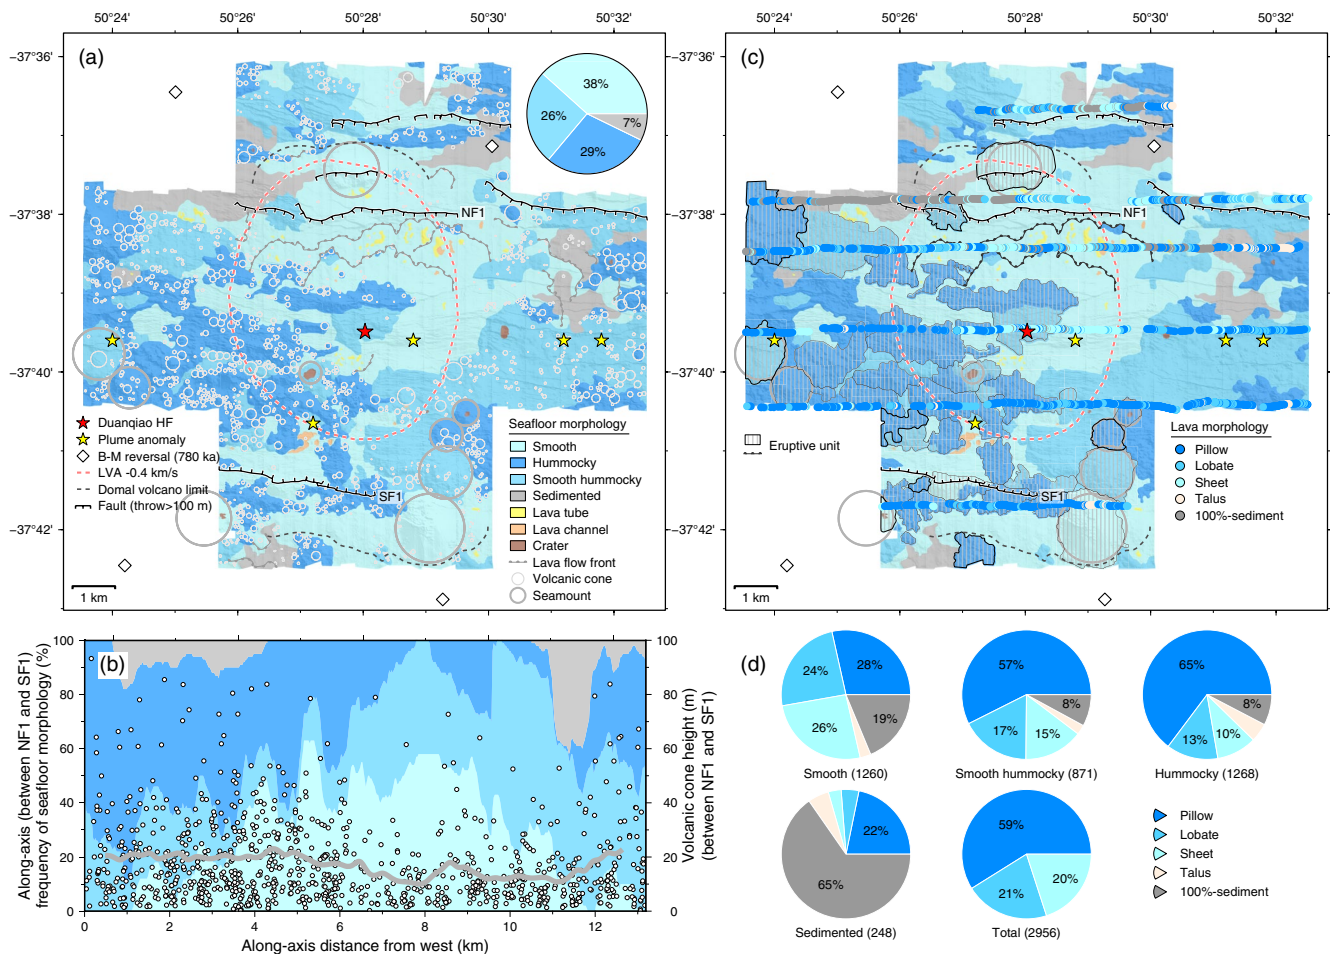 50°24'
50°26'
50°28'
50°30'
50°24'
50°26'
50°28'
50°30'
50°32'
−37°36'
−37°38'
−37°40'
−37°42'
(a)
38%
26%
7%
29%
NF1
SF1
Duanqiao HF
Plume anomaly
B-M reversal (780 ka)
LVA -0.4 km/s
Domal volcano limit
Fault (throw>100 m)
1 km
Seafloor morphology
Smooth
Hummocky
Smooth hummocky
Sedimented
Lava tube
Lava channel
Crater
Lava flow front
Volcanic cone
Seamount
−37°36'
−37°38'
−37°40'
−37°42'
(c)
NF1
SF1
Eruptive unit
1 km
Lava morphology
Pillow
Lobate
Sheet
Talus
100%-sediment
(b)
100
80
60
40
20
0
100
80
60
40
20
0
0
2
4
6
8
10
12
Along-axis (between NF1 and SF1)
frequency of seafloor morphology (%)
Volcanic cone height (m)
(between NF1 and SF1)
Along-axis distance from west (km)
(d)
24%
28%
26%
19%
Smooth (1260)
57%
8%
17%
15%
Smooth hummocky (871)
65%
8%
13%
10%
Hummocky (1268)
22%
65%
Sedimented (248)
59%
20%
21%
Total (2956)
Pillow
Lobate
Sheet
Talus
100%-sediment